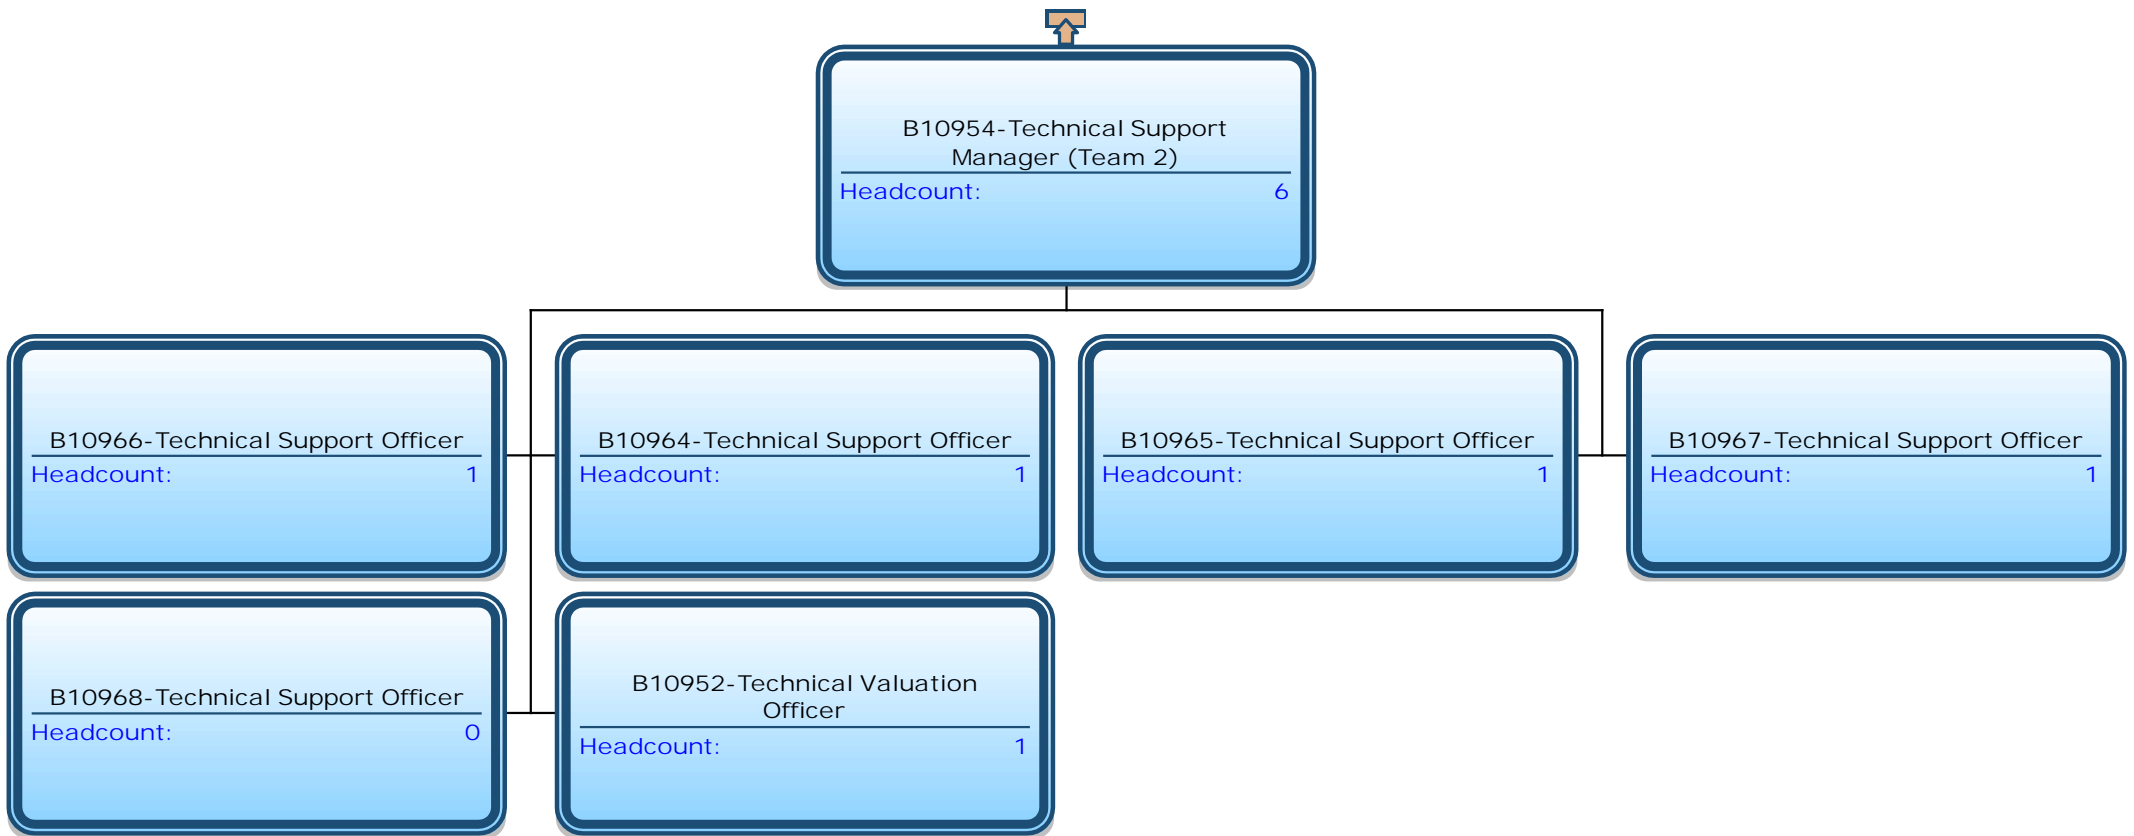 B10954-Technical Support
Manager (Team 2)
Headcount: 6
B10966-Technical Support Officer
Headcount: 1
B10964-Technical Support Officer
Headcount: 1
B10965-Technical Support Officer
Headcount: 1
B10967-Technical Support Officer
Headcount: 1
B10968-Technical Support Officer
Headcount: 0
B10952-Technical Valuation
Officer
Headcount: 1